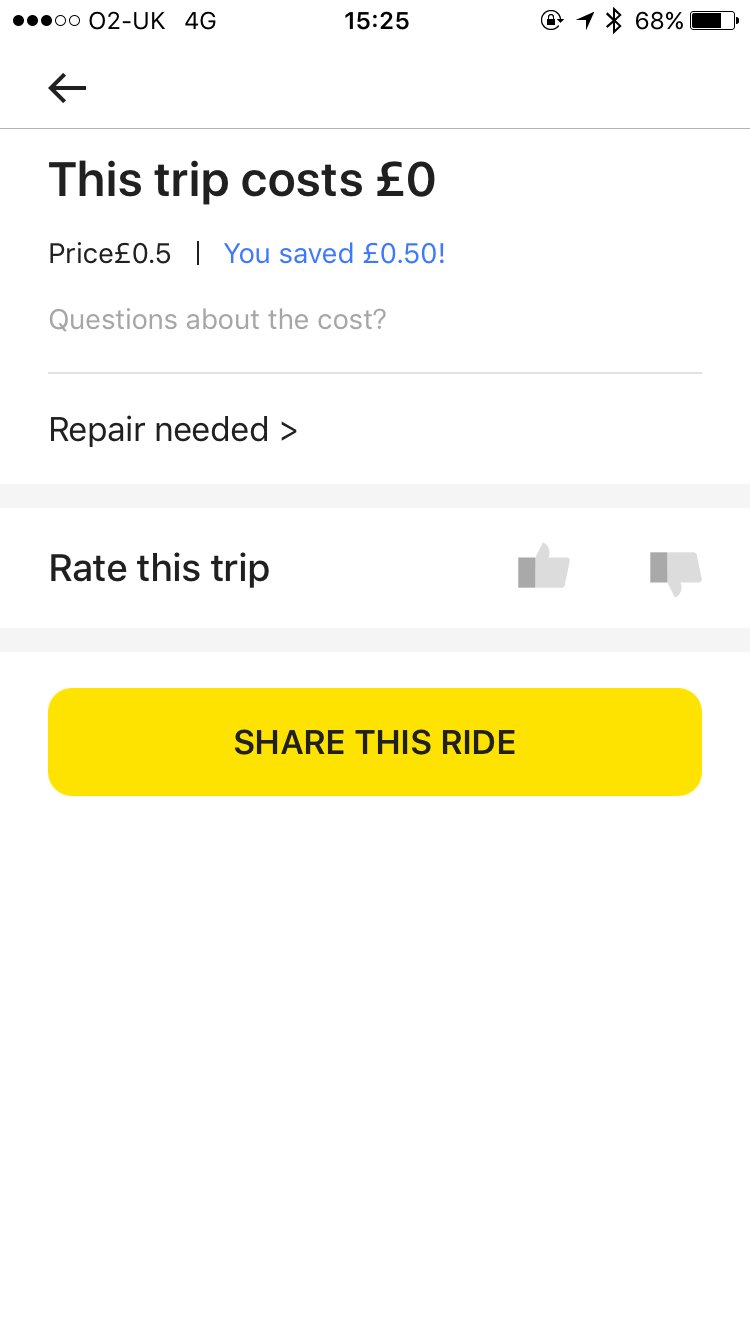 O2-UK 4G 15:25 68%
This trip costs £0
Price£0.5 | You saved £0.50!
Questions about the cost?
Repair needed >
Rate this trip
SHARE THIS RIDE